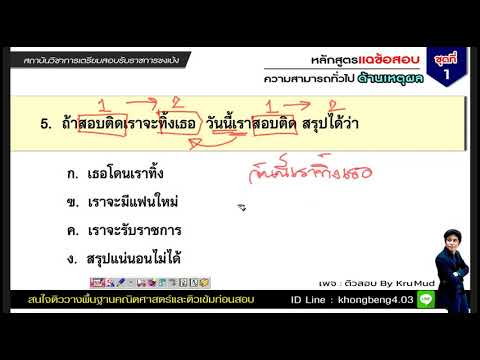 สถาบันวิชาการเตรียมสอบรับราชการขงเบ้ง
หลักสูตรแฉข้อสอบ
ความสามารถทั่วไป ด้านเหตุผล
ชุดที่
1
1 → 2 1 → 2
5. ถ้าสอบติดเราจะทิ้งเธอ วันนี้เราสอบติด สรุปได้ว่า
ก. เธอโดนเราทิ้ง
วันนี้เราทิ้งเธอ
ข. เราจะมีแฟนใหม่
ค. เราจะรับราชการ
ง. สรุปแน่นอนไม่ได้
เพจ : ติวสอบ By KruMud
สนใจติววางพื้นฐานคณิตศาสตร์และติวเข้มก่อนสอบ
ID Line : khongbeng4.03
LINE